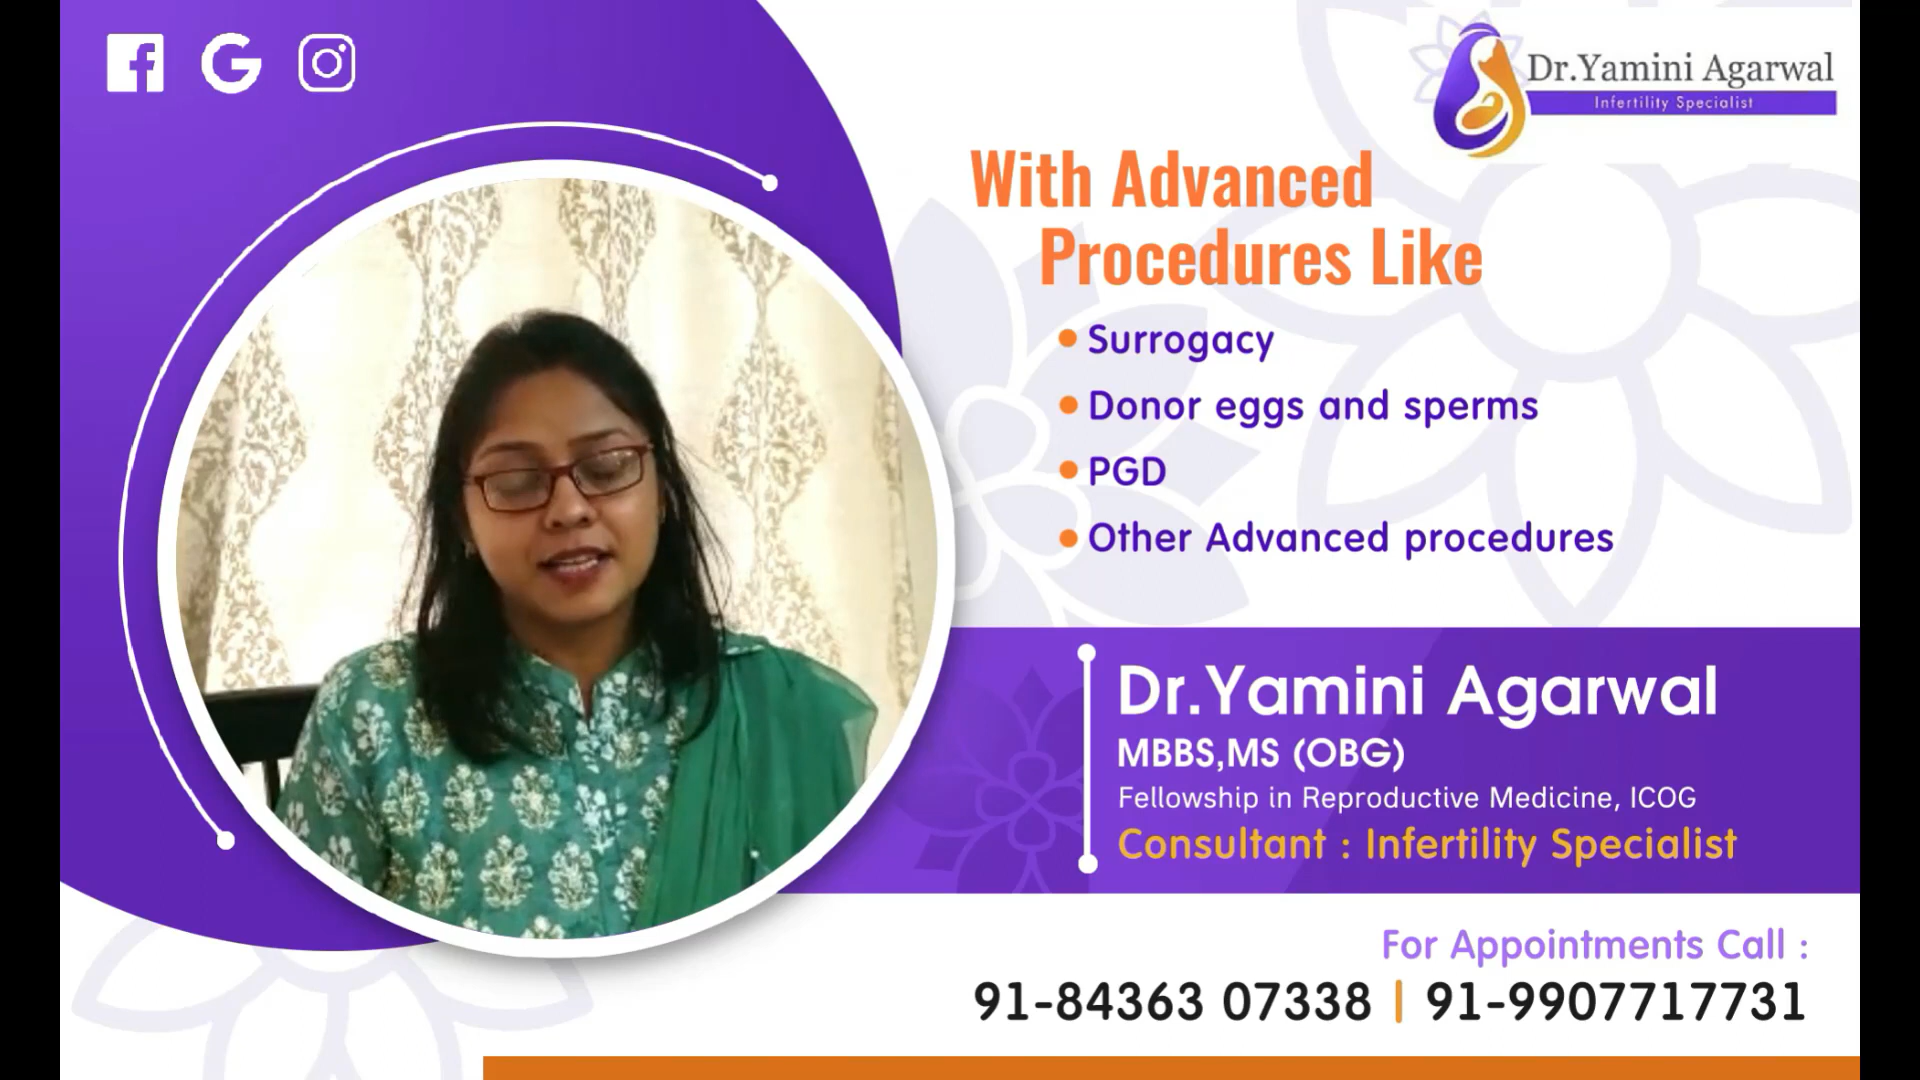 Dr.Yamini Agarwal
Infertility Specialist
With Advanced
Procedures Like
Surrogacy
Donor eggs and sperms
PGD
Other Advanced procedures
Dr.Yamini Agarwal
MBBS,MS (OBG)
Fellowship in Reproductive Medicine, ICOG
Consultant : Infertility Specialist
For Appointments Call :
91-84363 07338 | 91-9907717731